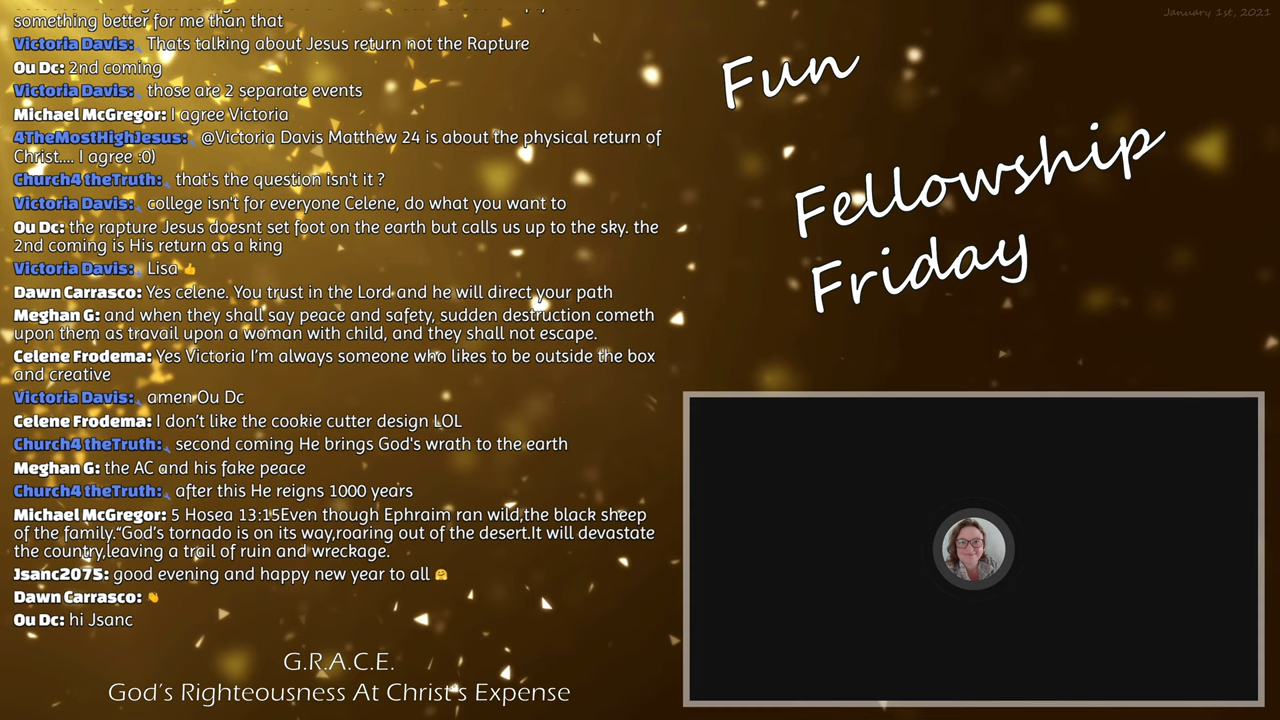 something better for me than that
Victoria Davis: Thats talking about Jesus return not the Rapture
Ou Dc: 2nd coming
Victoria Davis: those are 2 separate events
Michael McGregor: I agree Victoria
4TheMostHighJesus: @Victoria Davis Matthew 24 is about the physical return of
Christ.... I agree :0)
Church4 theTruth: that's the question isn't it ?
Victoria Davis: college isn't for everyone Celene, do what you want to
Ou Dc: the rapture Jesus doesnt set foot on the earth but calls us up to the sky. the
2nd coming is His return as a king
Victoria Davis: Lisa 👍
Dawn Carrasco: Yes celene. You trust in the Lord and he will direct your path
Meghan G: and when they shall say peace and safety, sudden destruction cometh
upon them as travail upon a woman with child, and they shall not escape.
Celene Frodema: Yes Victoria I'm always someone who likes to be outside the box
and creative
Victoria Davis: amen Ou Dc
Celene Frodema: I don't like the cookie cutter design LOL
Church4 theTruth: second coming He brings God's wrath to the earth
Meghan G: the AC and his fake peace
Church4 theTruth: after this He reigns 1000 years
Michael McGregor: 5 Hosea 13:15Even though Ephraim ran wild,the black sheep
of the family.“God's tornado is on its way,roaring out of the desert.It will devastate
the country,leaving a trail of ruin and wreckage.
Jsanc2075: good evening and happy new year to all 🤗
Dawn Carrasco: 👏
Ou Dc: hi Jsanc
G.R.A.C.E.
God's Righteousness At Christ's Expense
January 1st, 2021
Fun
Fellowship
Friday